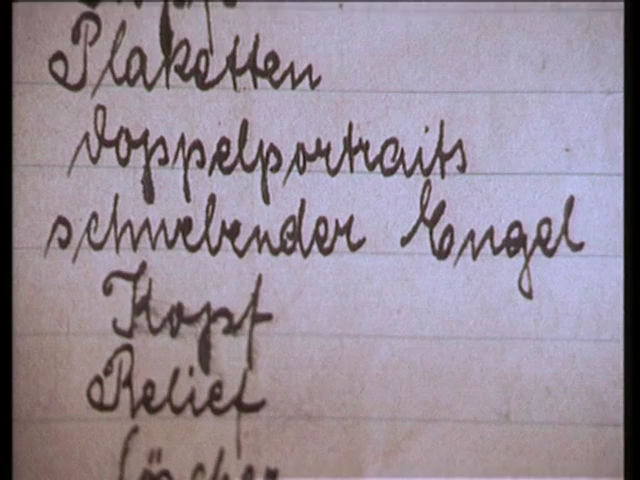 Plaketten
Doppelportraits
schwebender Engel
Kopf
Relief